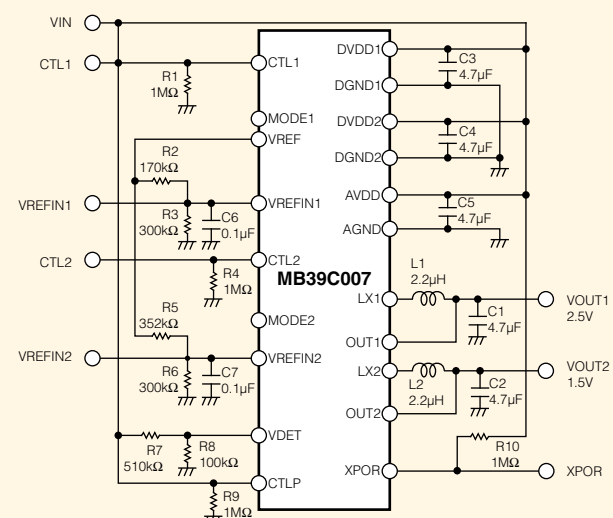 VIN
CTL1
R1
1MΩ
CTL1
MODE1
VREF
R2
170kΩ
VREFIN1
R3
300kΩ
C6
0.1µF
VREFIN1
CTL2
R4
1MΩ
CTL2
MB39C007
R5
352kΩ
MODE2
VREFIN2
R6
300kΩ
C7
0.1µF
VREFIN2
R7
510kΩ
R8
100kΩ
VDET
CTLP
R9
1MΩ
DVDD1
C3
4.7µF
DGND1
DVDD2
C4
4.7µF
DGND2
AVDD
C5
4.7µF
AGND
L1
2.2µH
LX1
VOUT1
2.5V
C1
4.7µF
OUT1
LX2
VOUT2
1.5V
L2
2.2µH
C2
4.7µF
OUT2
R10
1MΩ
XPOR
XPOR